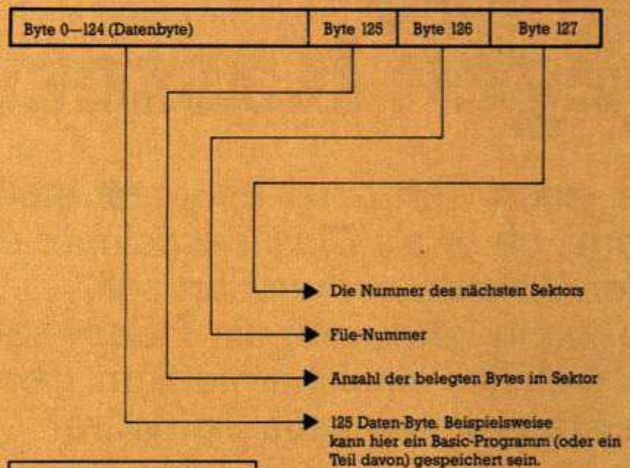 Byte 0—124 (Datenbyte) Byte 125 Byte 126 Byte 127
Die Nummer des nächsten Sektors
File-Nummer
Anzahl der belegten Bytes im Sektor
125 Daten-Byte. Beispielsweise
kann hier ein Basic-Programm (oder ein
Teil davon) gespeichert sein.